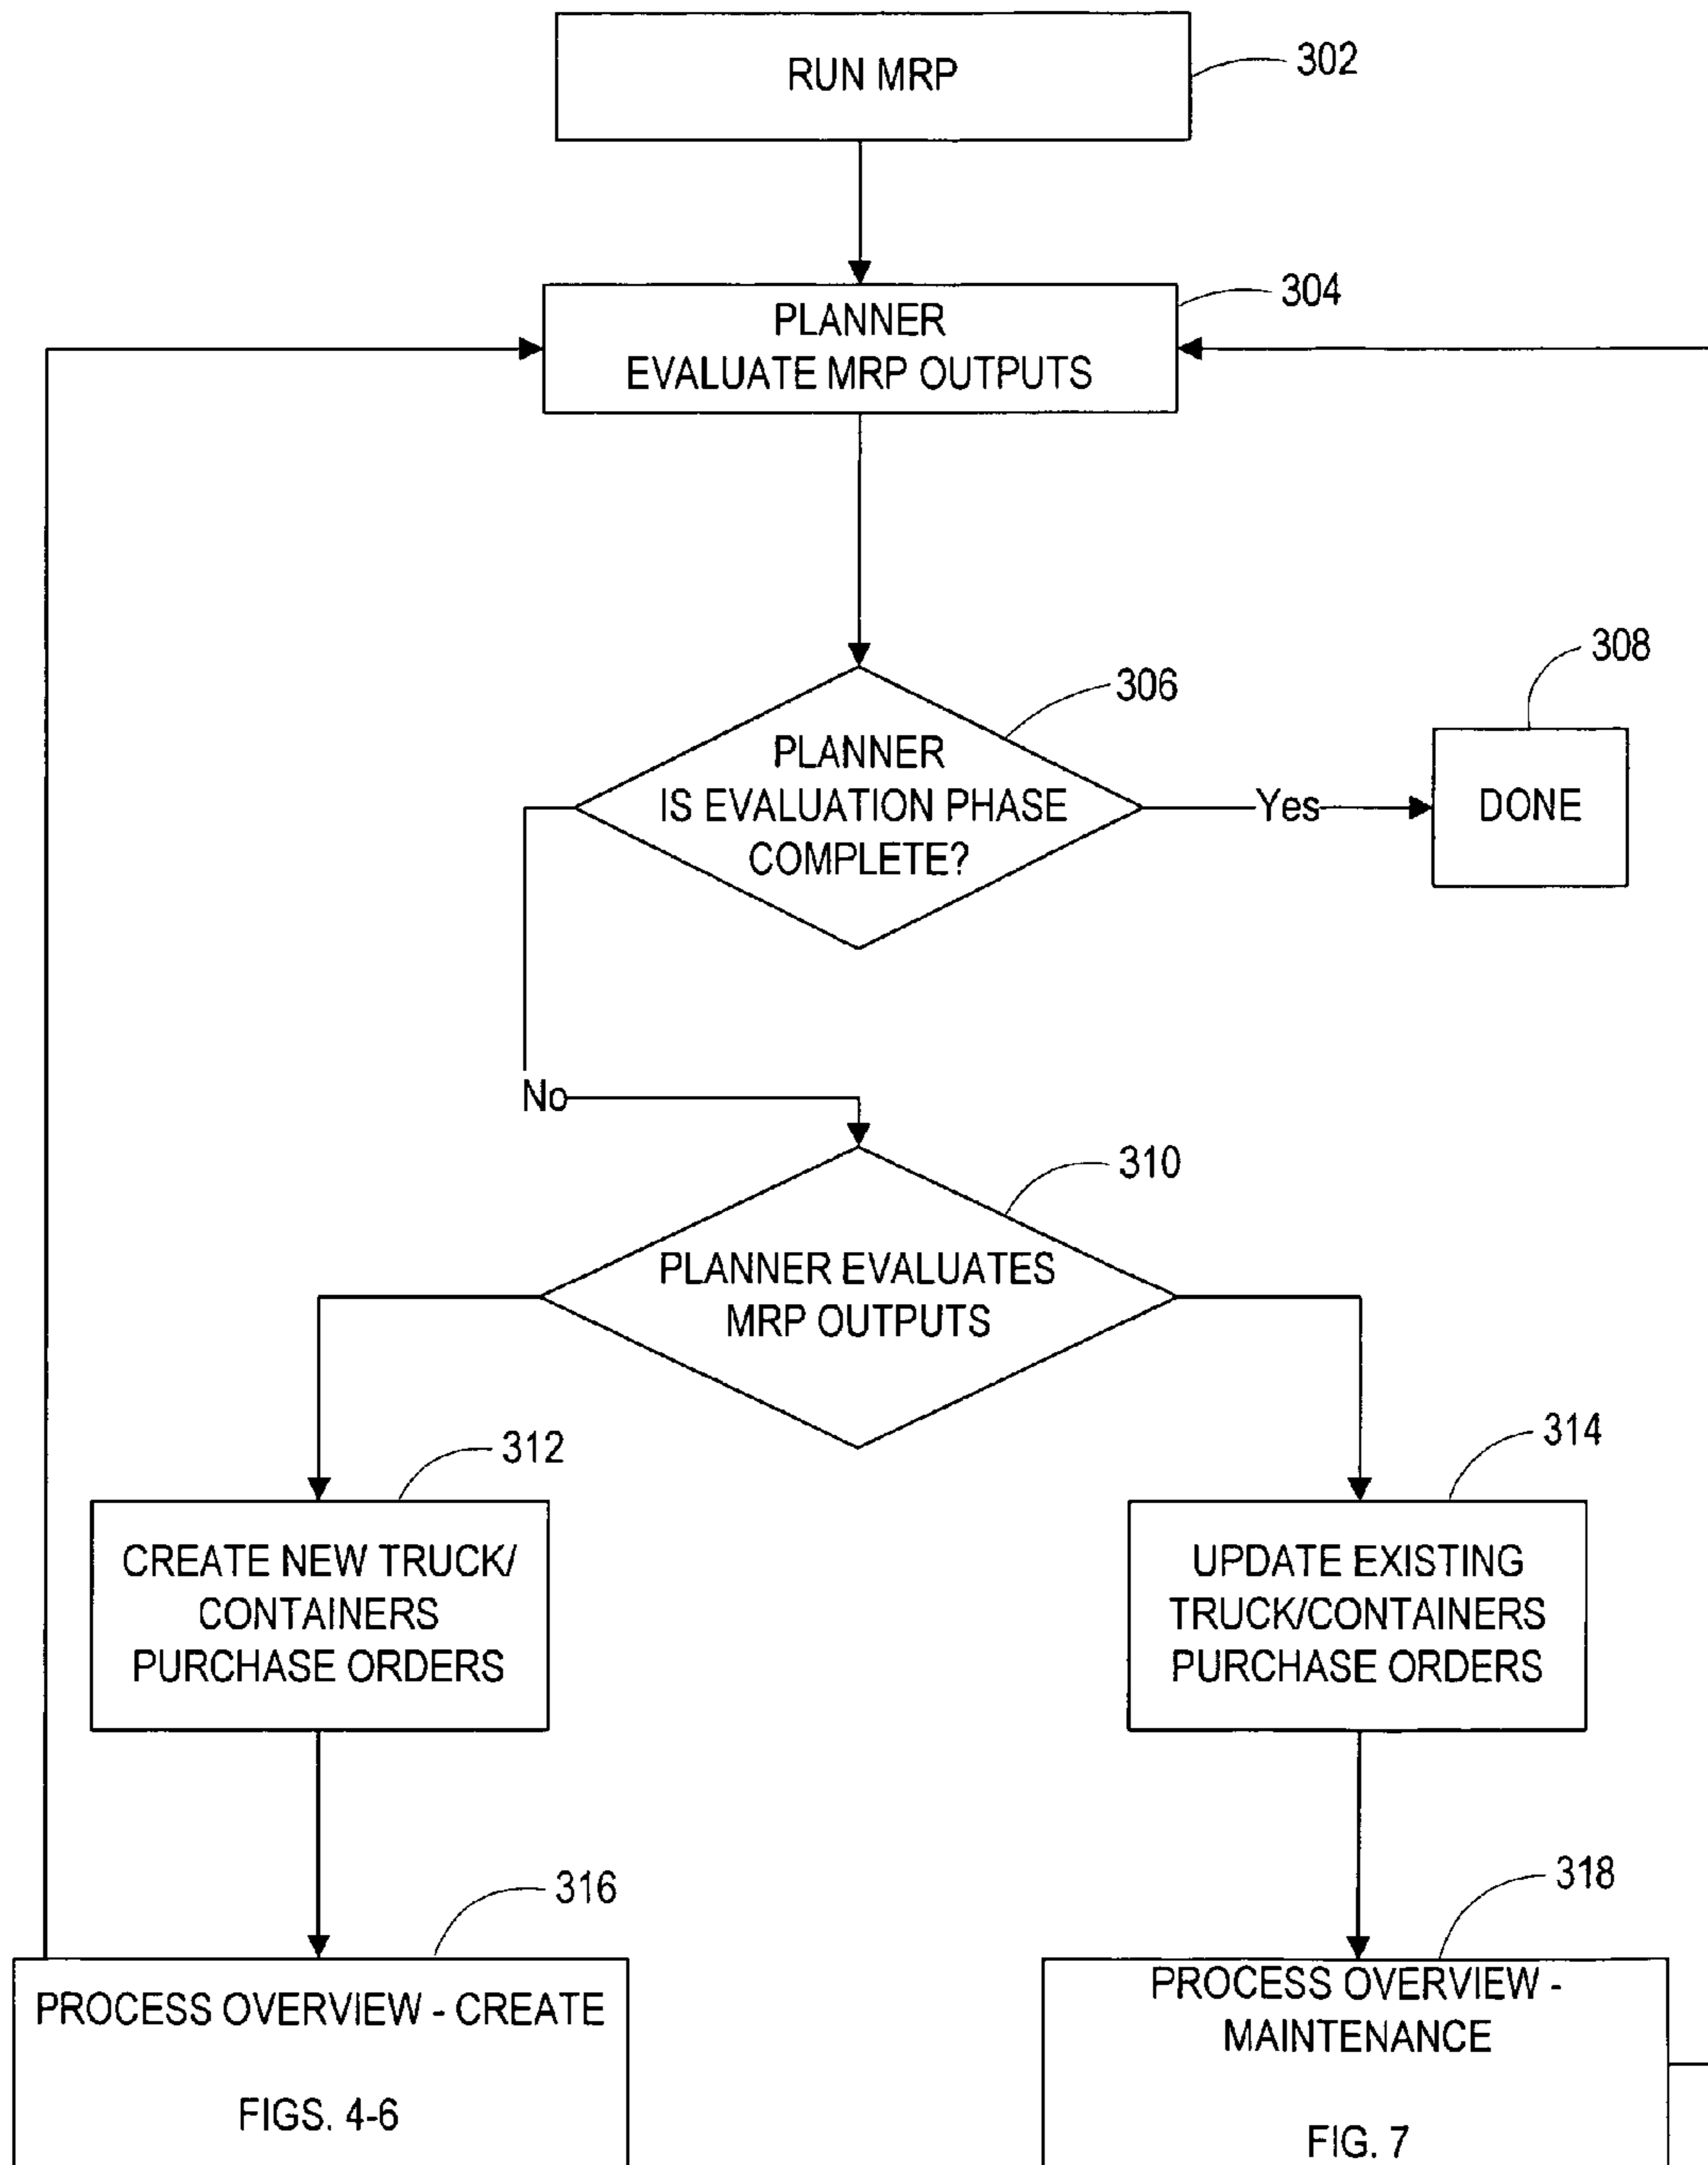 RUN MRP
302
PLANNER
EVALUATE MRP OUTPUTS
304
PLANNER
IS EVALUATION PHASE
COMPLETE?
306
Yes
DONE
308
No
PLANNER EVALUATES
MRP OUTPUTS
310
CREATE NEW TRUCK/
CONTAINERS
PURCHASE ORDERS
312
UPDATE EXISTING
TRUCK/CONTAINERS
PURCHASE ORDERS
314
PROCESS OVERVIEW - CREATE
FIGS. 4-6
316
PROCESS OVERVIEW -
MAINTENANCE
FIG. 7
318